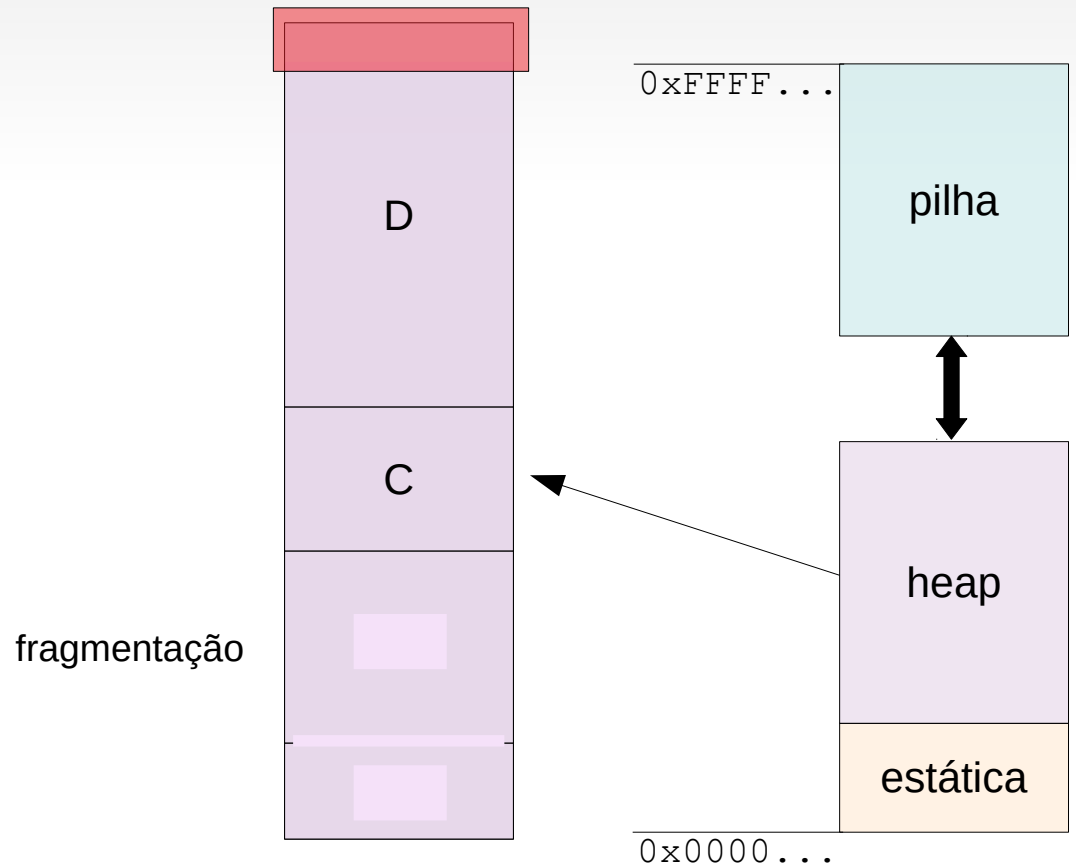 0xFFFF...
D
pilha
C
heap
fragmentação
estática
0x0000...